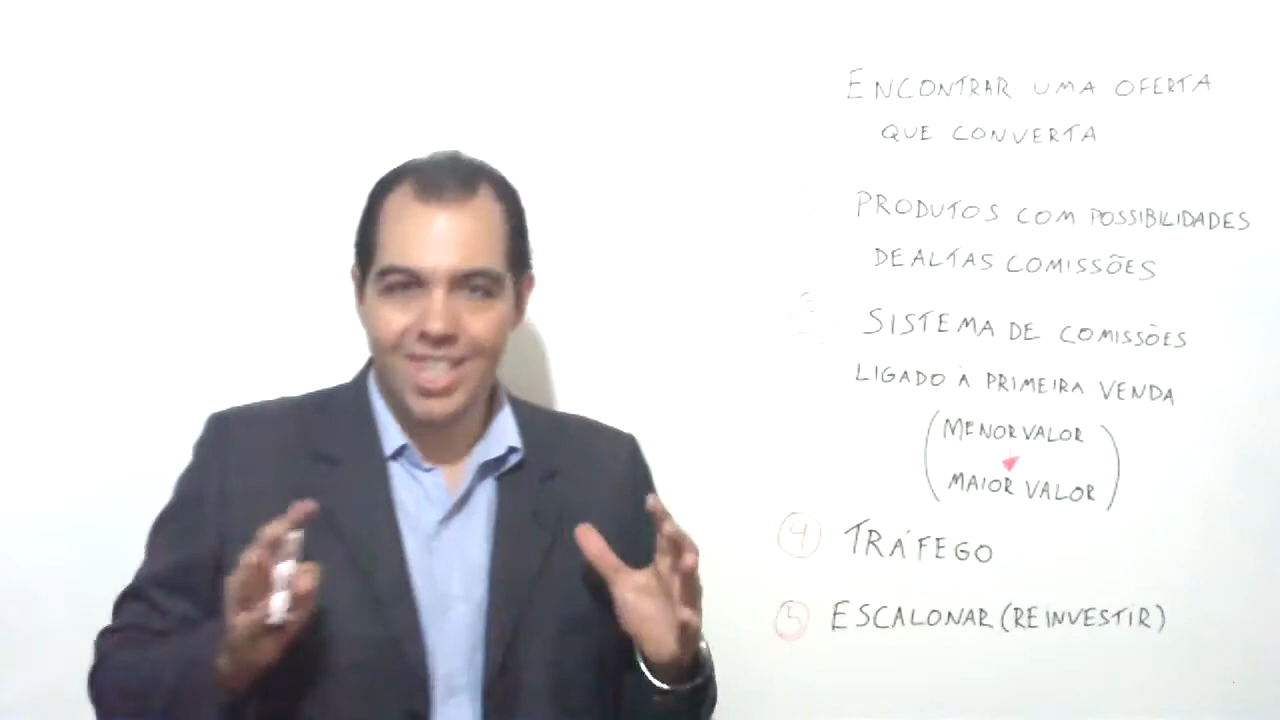 ENCONTRAR UMA OFERTA
QUE CONVERTA
PRODUTOS COM POSSIBILIDADES
DE ALTAS COMISSÕES
3 SISTEMA DE COMISSÕES
LIGADO À PRIMEIRA VENDA
(MENOR VALOR
MAIOR VALOR)
4 TRÁFEGO
5 ESCALONAR (REINVESTIR)